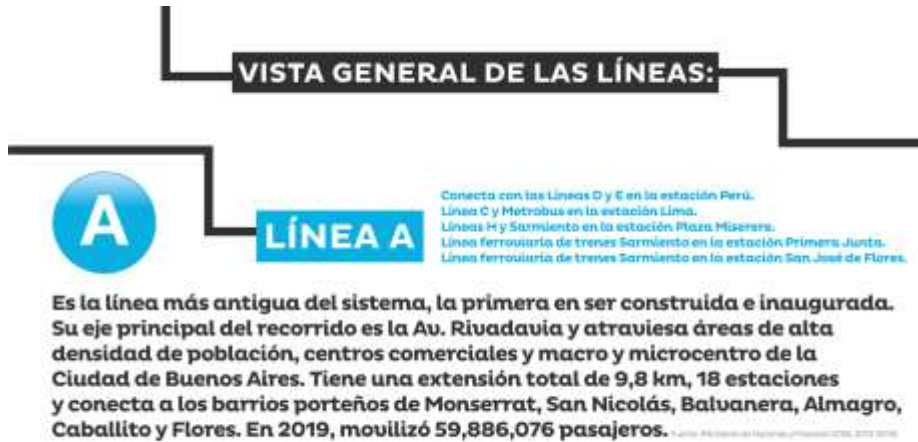 VISTA GENERAL DE LAS LÍNEAS:
A
LÍNEA A
Conecta con las Líneas D y E en la estación Perú.
Línea C y Metrobus en la estación Lima.
Líneas H y Sarmiento en la estación Plaza Miserere.
Línea ferroviaria de trenes Sarmiento en la estación Primera Junta.
Línea ferroviaria de trenes Sarmiento en la estación San José de Flores.
Es la línea más antigua del sistema, la primera en ser construida e inaugurada.
Su eje principal del recorrido es la Av. Rivadavia y atraviesa áreas de alta
densidad de población, centros comerciales y macro y microcentro de la
Ciudad de Buenos Aires. Tiene una extensión total de 9,8 km, 18 estaciones
y conecta a los barrios porteños de Monserrat, San Nicolás, Balvanera, Almagro,
Caballito y Flores. En 2019, movilizó 59,886,076 pasajeros.